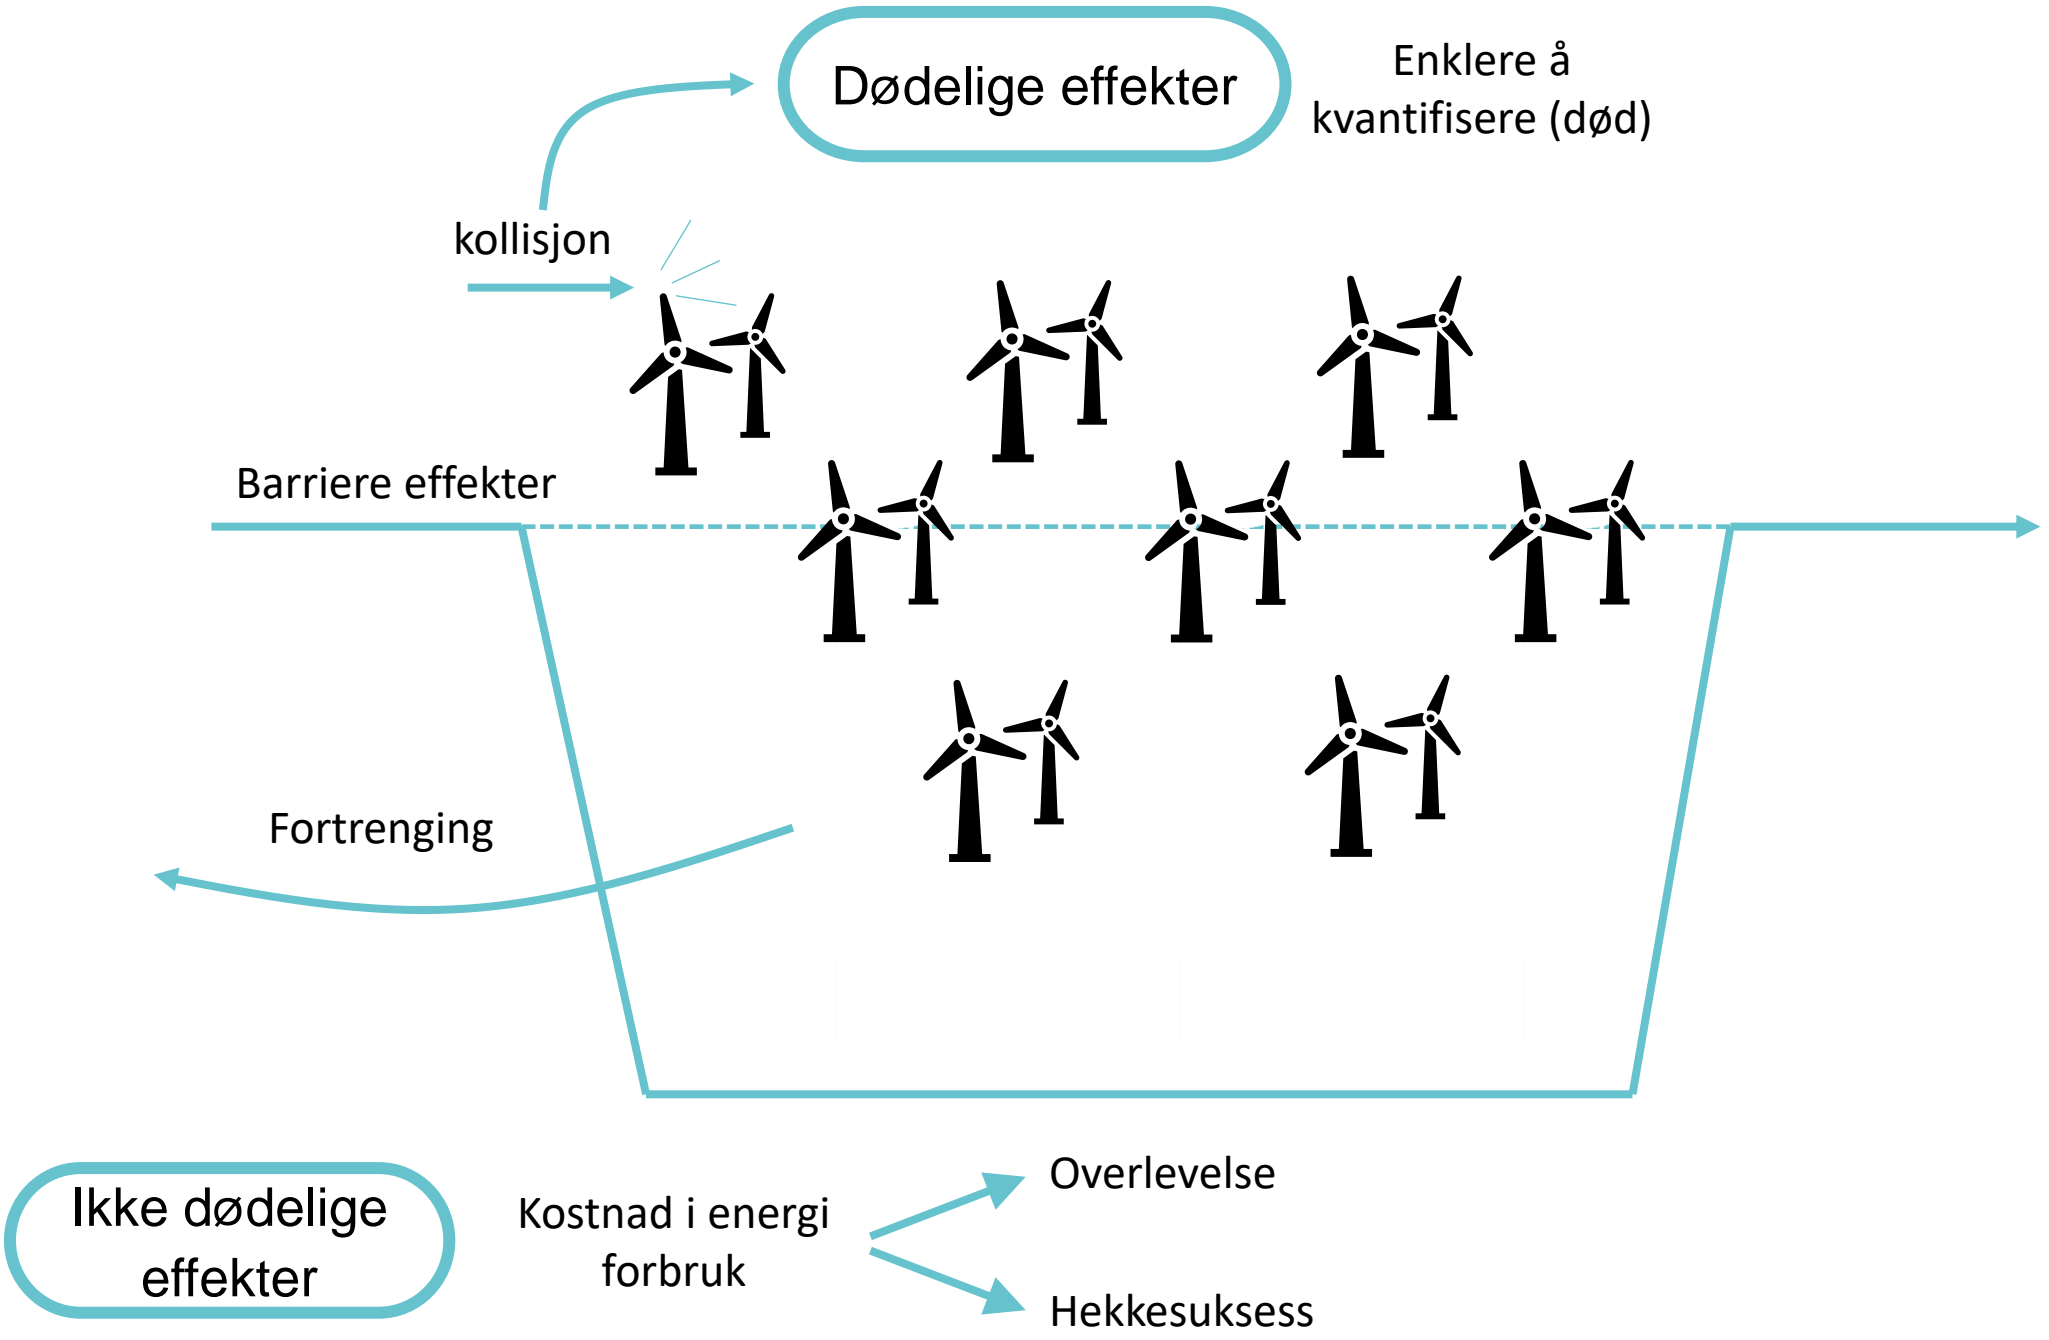 Dødelige effekter
Enklere å
kvantifisere (død)
kollisjon
Barriere effekter
Fortrenging
Ikke dødelige
effekter
Kostnad i energi
forbruk
Overlevelse
Hekkesuksess